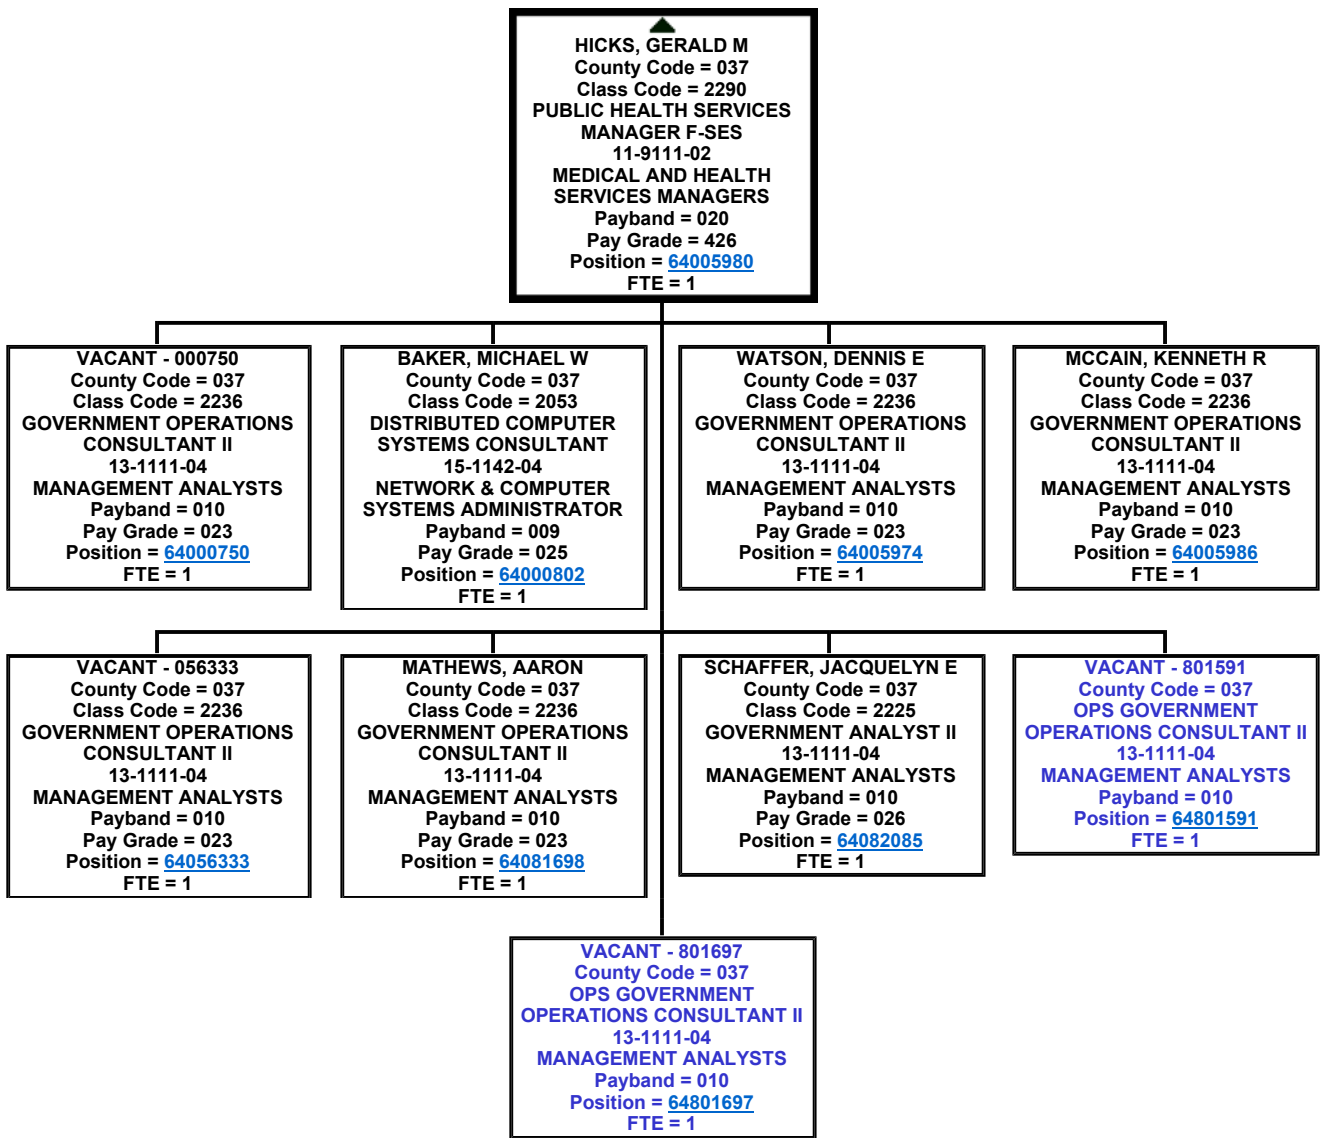 HICKS, GERALD M
County Code = 037
Class Code = 2290
PUBLIC HEALTH SERVICES
MANAGER F-SES
11-9111-02
MEDICAL AND HEALTH
SERVICES MANAGERS
Payband = 020
Pay Grade = 426
Position = 64005980
FTE = 1
VACANT - 000750
County Code = 037
Class Code = 2236
GOVERNMENT OPERATIONS
CONSULTANT II
13-1111-04
MANAGEMENT ANALYSTS
Payband = 010
Pay Grade = 023
Position = 64000750
FTE = 1
BAKER, MICHAEL W
County Code = 037
Class Code = 2053
DISTRIBUTED COMPUTER
SYSTEMS CONSULTANT
15-1142-04
NETWORK & COMPUTER
SYSTEMS ADMINISTRATOR
Payband = 009
Pay Grade = 025
Position = 64000802
FTE = 1
WATSON, DENNIS E
County Code = 037
Class Code = 2236
GOVERNMENT OPERATIONS
CONSULTANT II
13-1111-04
MANAGEMENT ANALYSTS
Payband = 010
Pay Grade = 023
Position = 64005974
FTE = 1
MCCAIN, KENNETH R
County Code = 037
Class Code = 2236
GOVERNMENT OPERATIONS
CONSULTANT II
13-1111-04
MANAGEMENT ANALYSTS
Payband = 010
Pay Grade = 023
Position = 64005986
FTE = 1
VACANT - 056333
County Code = 037
Class Code = 2236
GOVERNMENT OPERATIONS
CONSULTANT II
13-1111-04
MANAGEMENT ANALYSTS
Payband = 010
Pay Grade = 023
Position = 64056333
FTE = 1
MATHEWS, AARON
County Code = 037
Class Code = 2236
GOVERNMENT OPERATIONS
CONSULTANT II
13-1111-04
MANAGEMENT ANALYSTS
Payband = 010
Pay Grade = 023
Position = 64081698
FTE = 1
SCHAFFER, JACQUELYN E
County Code = 037
Class Code = 2225
GOVERNMENT ANALYST II
13-1111-04
MANAGEMENT ANALYSTS
Payband = 010
Pay Grade = 026
Position = 64082085
FTE = 1
VACANT - 801591
County Code = 037
OPS GOVERNMENT
OPERATIONS CONSULTANT II
13-1111-04
MANAGEMENT ANALYSTS
Payband = 010
Position = 64801591
FTE = 1
VACANT - 801697
County Code = 037
OPS GOVERNMENT
OPERATIONS CONSULTANT II
13-1111-04
MANAGEMENT ANALYSTS
Payband = 010
Position = 64801697
FTE = 1